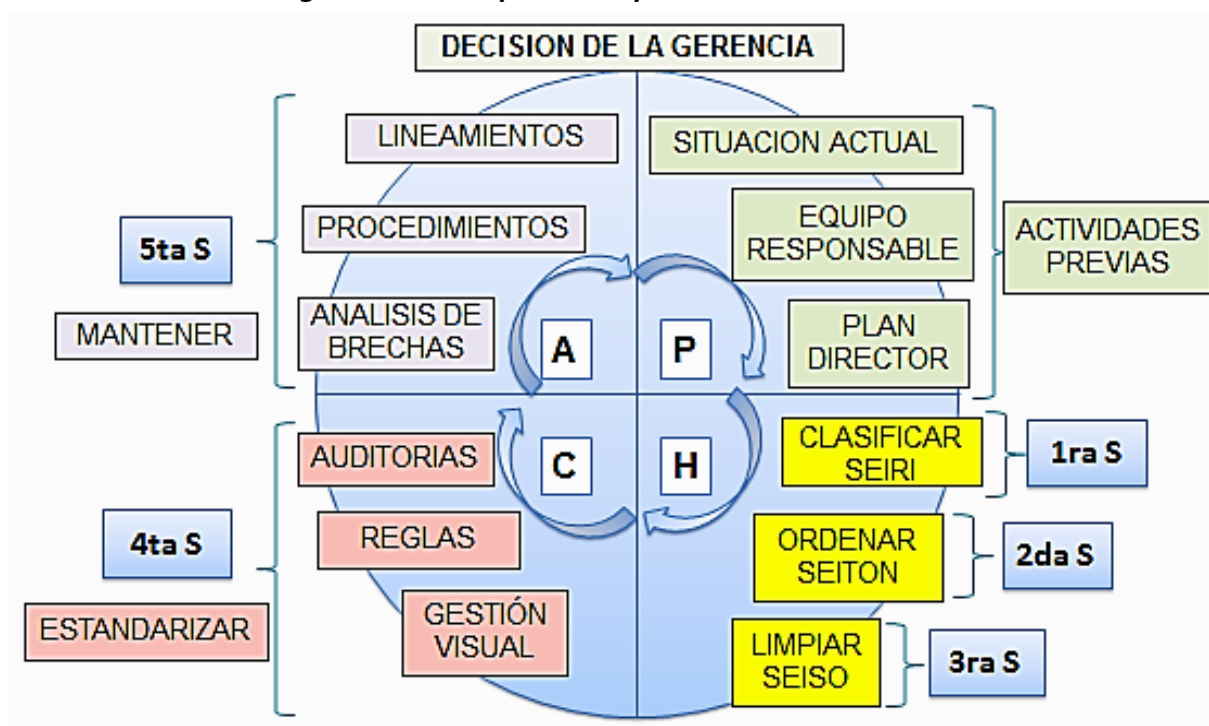 DECISION DE LA GERENCIA
LINEAMIENTOS
PROCEDIMIENTOS
5ta S
MANTENER
ANALISIS DE
BRECHAS
A
SITUACION ACTUAL
EQUIPO
RESPONSABLE
ACTIVIDADES
PREVIAS
PLAN
DIRECTOR
P
AUDITORIAS
C
4ta S
REGLAS
ESTANDARIZAR
GESTIÓN
VISUAL
H
CLASIFICAR
SEIRI
1ra S
ORDENAR
SEITON
2da S
LIMPIAR
SEISO
3ra S